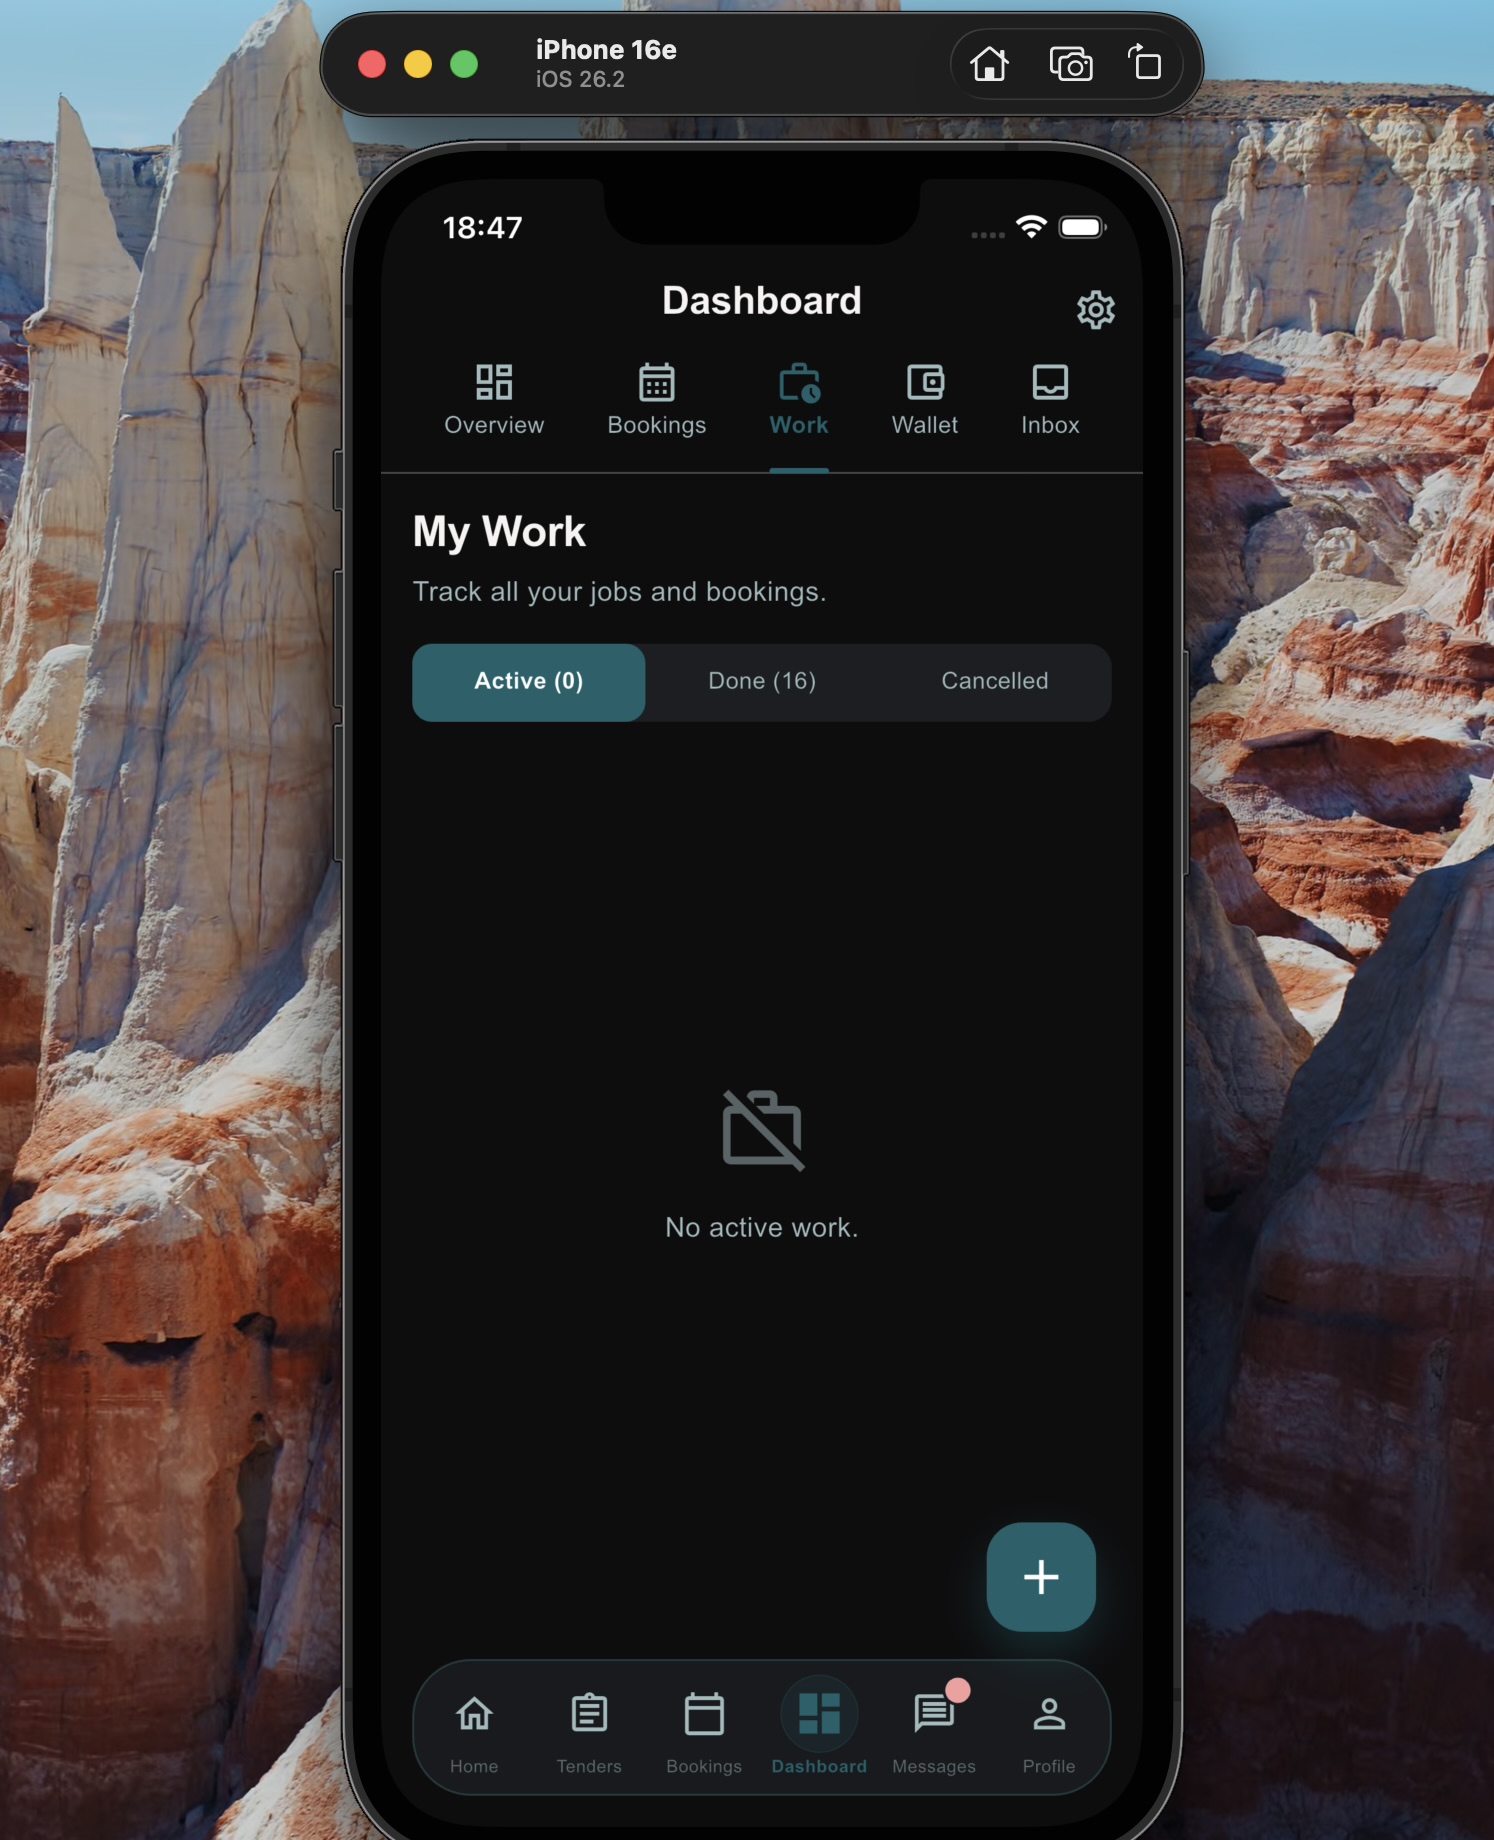 iPhone 16e
iOS 26.2
18:47
Dashboard
Overview
Bookings
Work
Wallet
Inbox
My Work
Track all your jobs and bookings.
Active (0)
Done (16)
Cancelled
No active work.
Home
Tenders
Bookings
Dashboard
Messages
Profile